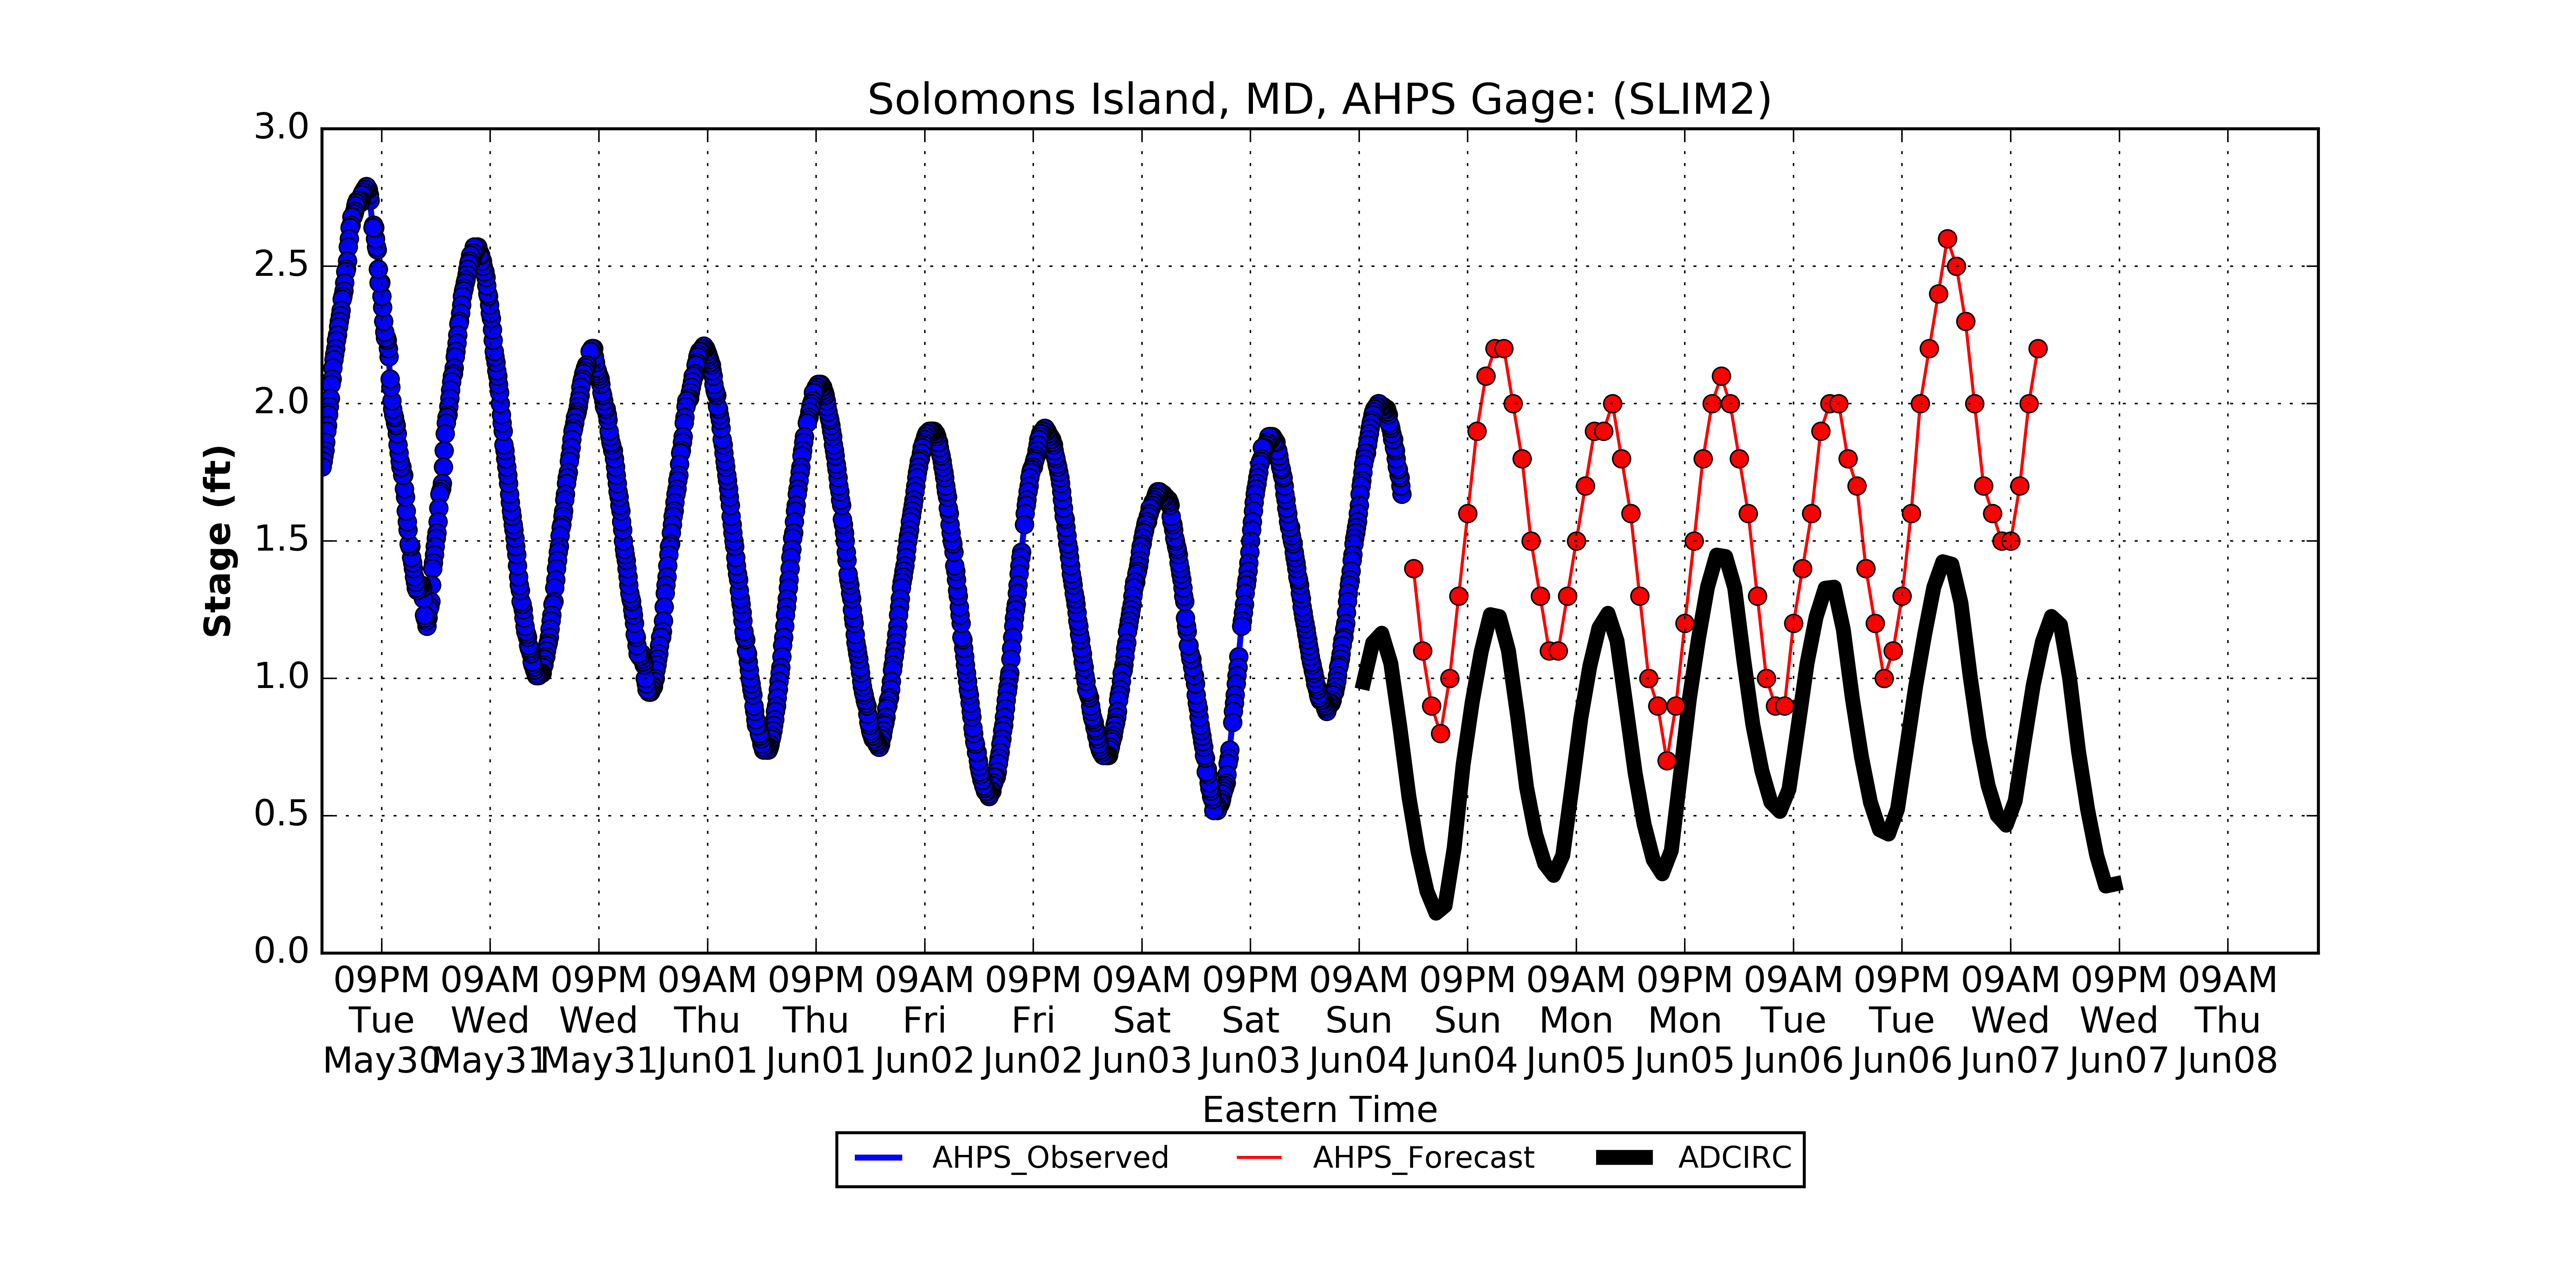 Solomons Island, MD, AHPS Gage: (SLIM2)
Stage (ft)
3.0
2.5
2.0
1.5
1.0
0.5
0.0
09PM 09AM 09PM 09AM 09PM 09AM 09PM 09AM 09PM 09AM 09PM 09AM 09PM 09AM 09PM 09AM 09PM 09AM
Tue Wed Wed Thu Thu Fri Fri Sat Sat Sun Sun Mon Mon Tue Tue Wed Wed Thu
May30 May31 May31 Jun01 Jun01 Jun02 Jun02 Jun03 Jun03 Jun04 Jun04 Jun05 Jun05 Jun06 Jun06 Jun07 Jun07 Jun08
Eastern Time
AHPS_Observed AHPS_Forecast ADCIRC